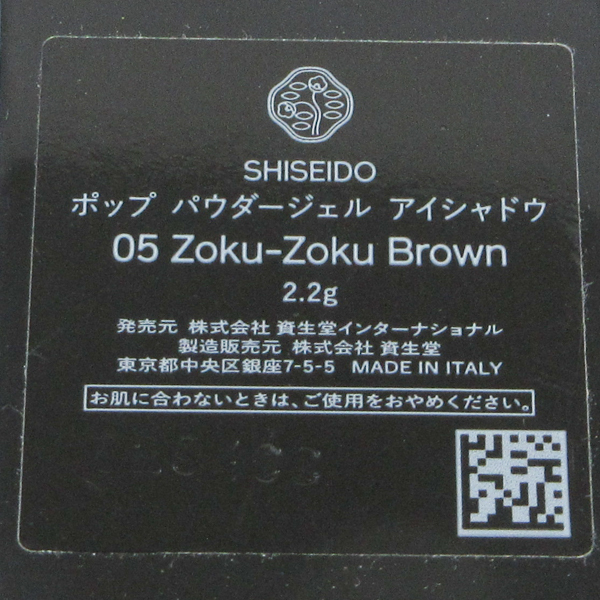 SHISEIDO
ポップ パウダージェル アイシャドウ
05 Zoku-Zoku Brown
2.2g
発売元 株式会社 資生堂インターナショナル
製造販売元 株式会社 資生堂
東京都中央区銀座7-5-5 MADE IN ITALY
お肌に合わないときは、ご使用をおやめください。